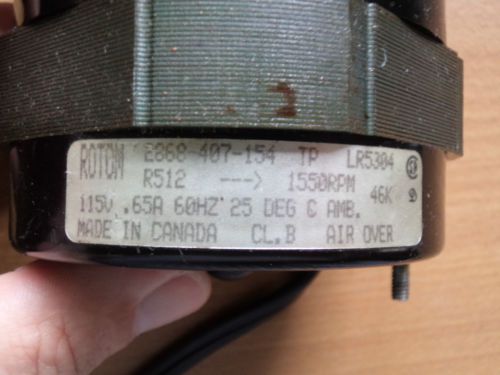 ROTOM 2868 407-154 TP LR5304
R512 ---> 1550RPM 46K
115V .65A 60HZ 25 DEG C AMB.
MADE IN CANADA CL.B AIR OVER